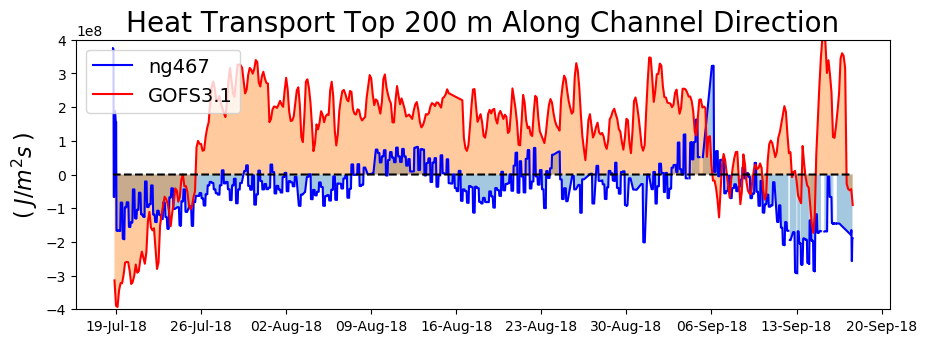 Heat Transport Top 200 m Along Channel Direction
1e8
ng467
GOFS3.1
( J/m²s )
4
3
2
1
0
−1
−2
−3
−4
19-Jul-18 26-Jul-18 02-Aug-18 09-Aug-18 16-Aug-18 23-Aug-18 30-Aug-18 06-Sep-18 13-Sep-18 20-Sep-18